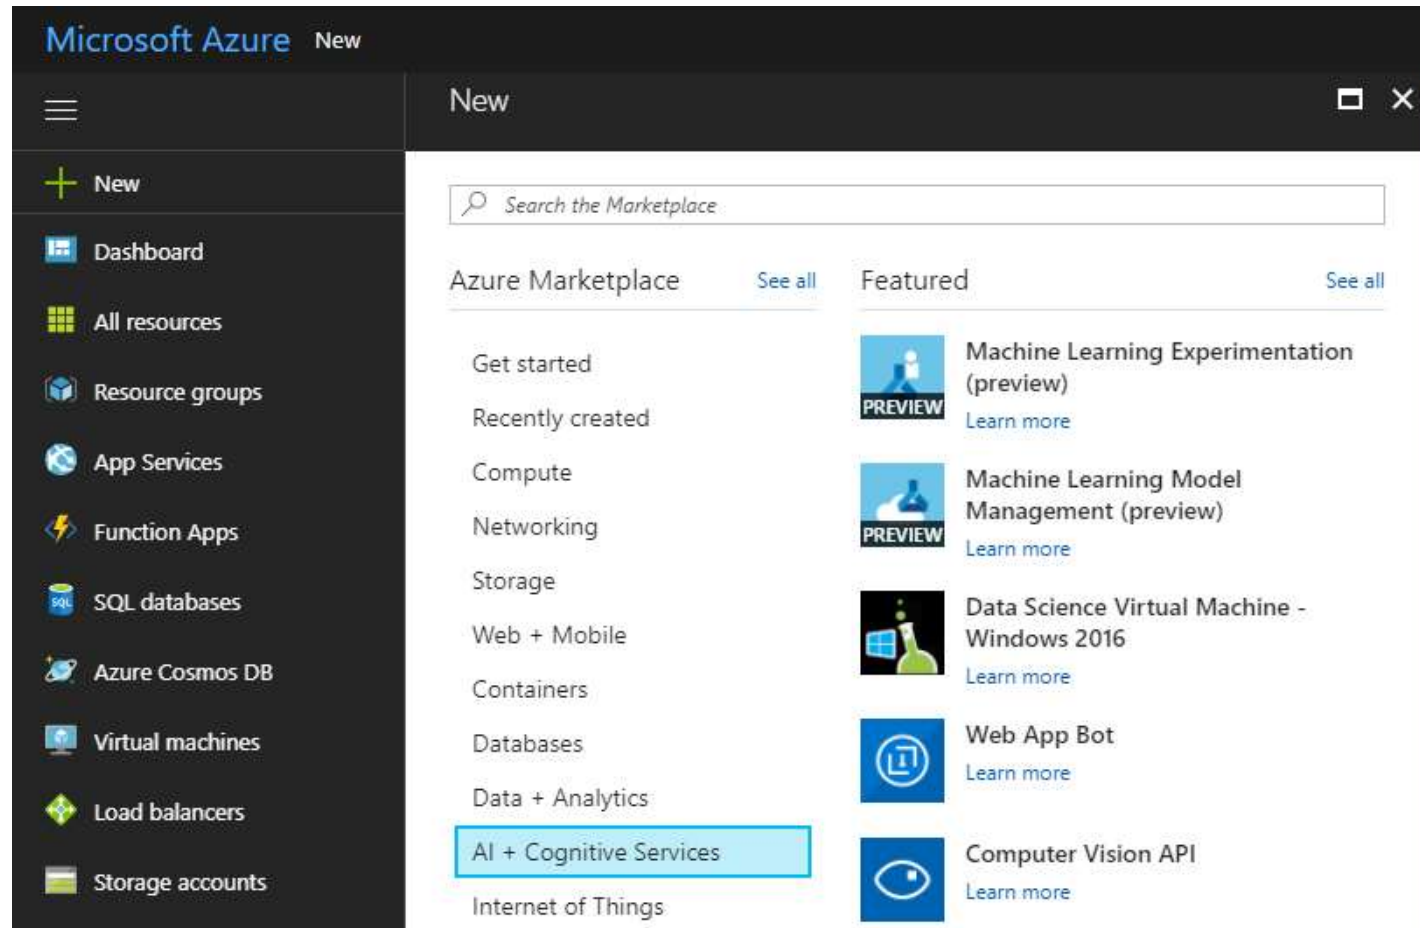 Microsoft Azure New
New
New
Dashboard
All resources
Resource groups
App Services
Function Apps
SQL databases
SQL
Azure Cosmos DB
Virtual machines
Load balancers
Storage accounts
Search the Marketplace
Azure Marketplace See all
Get started
Recently created
Compute
Networking
Storage
Web + Mobile
Containers
Databases
Data + Analytics
AI + Cognitive Services
Internet of Things
Featured See all
Machine Learning Experimentation
(preview)
PREVIEW
Learn more
Machine Learning Model
Management (preview)
PREVIEW
Learn more
Data Science Virtual Machine -
Windows 2016
Learn more
Web App Bot
Learn more
Computer Vision API
Learn more